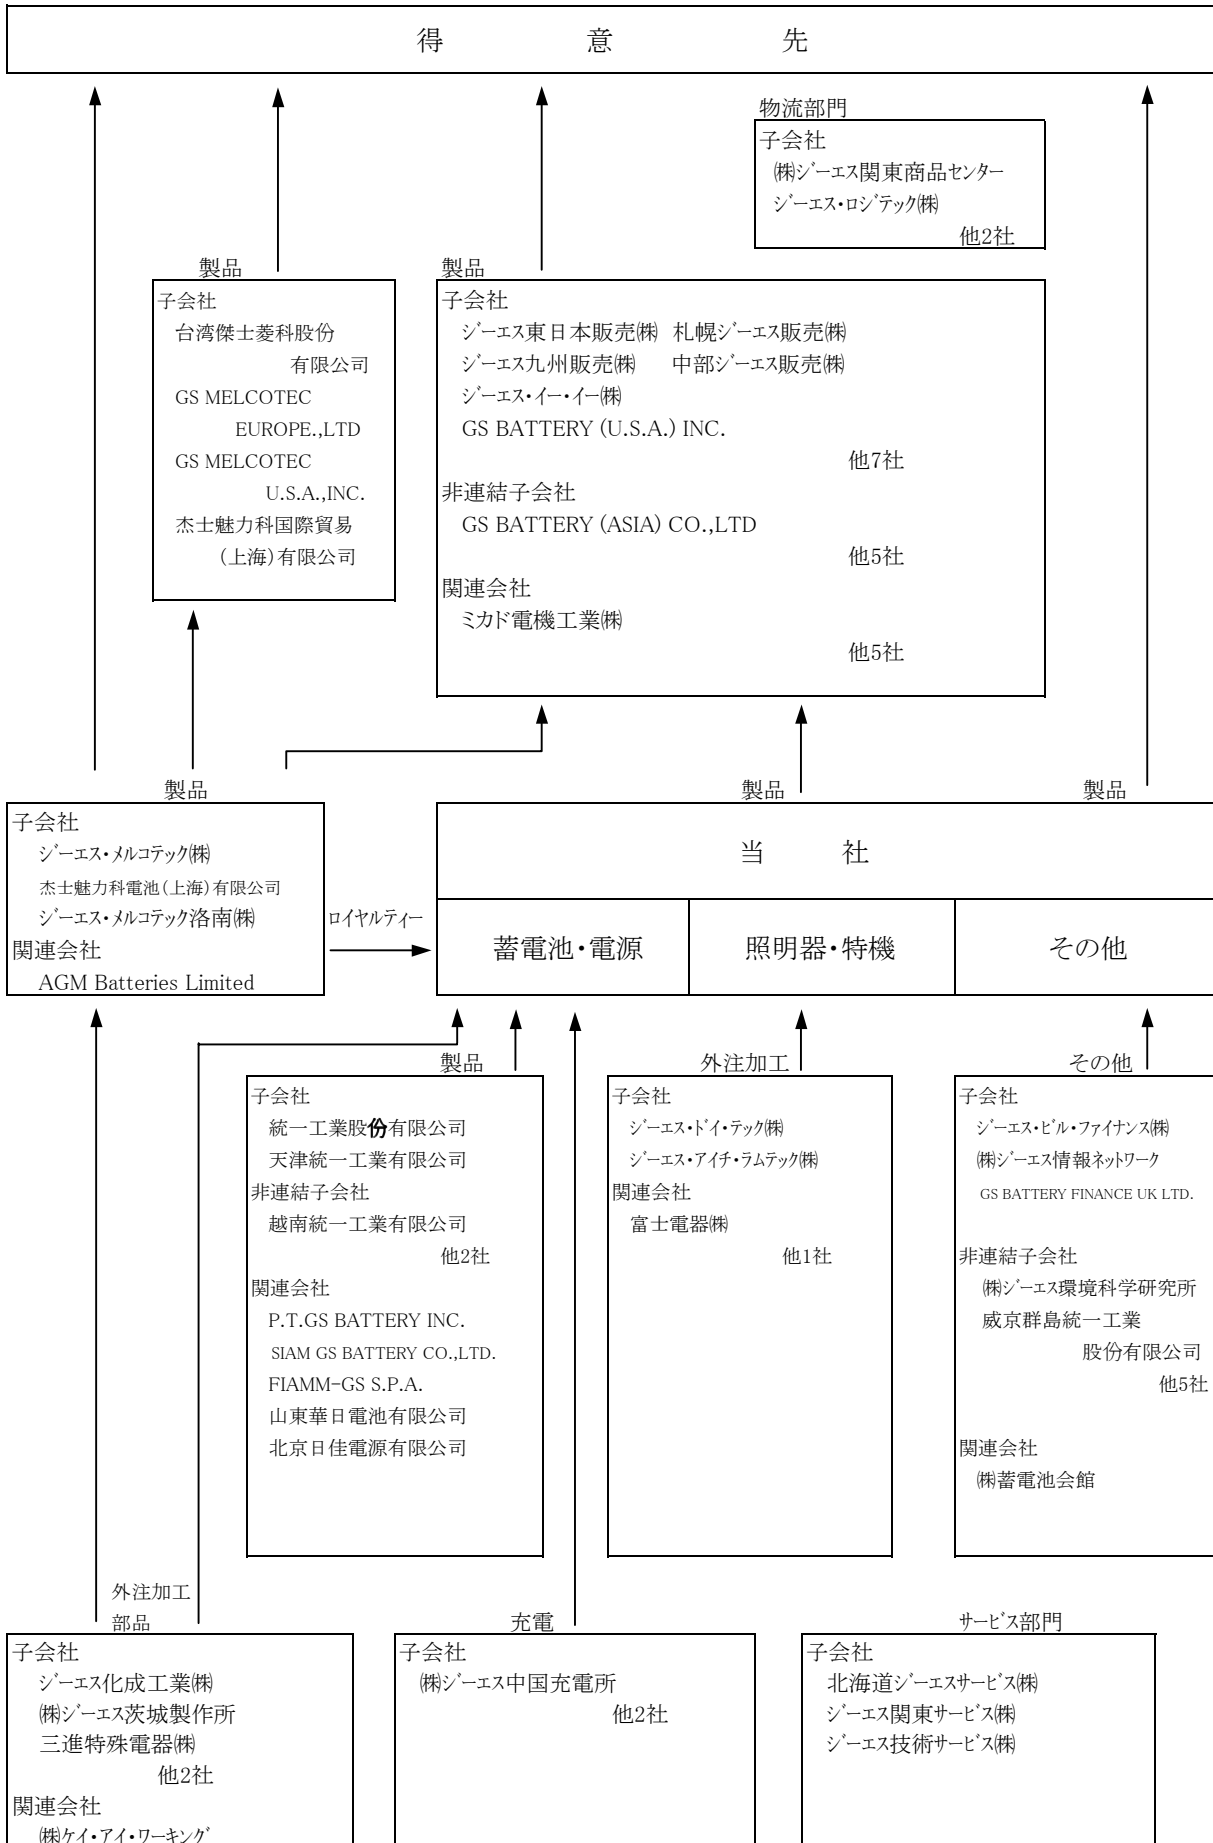 得 意 先
物流部門
子会社
㈱ジーエス関東商品センター
ジーエス・ロジテック㈱
他2社
製品
子会社
台湾傑士菱科股份
有限公司
GS MELCOTEC
EUROPE.,LTD
GS MELCOTEC
U.S.A.,INC.
杰士魅力科国際貿易
(上海)有限公司
製品
子会社
ジーエス東日本販売㈱ 札幌ジーエス販売㈱
ジーエス九州販売㈱ 中部ジーエス販売㈱
ジーエス・イー・イー㈱
GS BATTERY (U.S.A.) INC.
他7社
非連結子会社
GS BATTERY (ASIA) CO.,LTD
他5社
関連会社
ミカド電機工業㈱
他5社
製品
子会社
ジーエス・メルコテック㈱
杰士魅力科電池(上海)有限公司
ジーエス・メルコテック洛南㈱
関連会社
AGM Batteries Limited
ロイヤルティー
製品
製品
当 社
蓄電池・電源
照明器・特機
その他
製品
子会社
統一工業股份有限公司
天津統一工業有限公司
非連結子会社
越南統一工業有限公司
他2社
関連会社
P.T.GS BATTERY INC.
SIAM GS BATTERY CO.,LTD.
FIAMM-GS S.P.A.
山東華日電池有限公司
北京日佳電源有限公司
外注加工
子会社
ジーエス・ドイ・テック㈱
ジーエス・アイチ・ラムテック㈱
関連会社
富士電器㈱
他1社
その他
子会社
ジーエス・ビル・ファイナンス㈱
㈱ジーエス情報ネットワーク
GS BATTERY FINANCE UK LTD.
非連結子会社
㈱ジーエス環境科学研究所
威京群島統一工業
股份有限公司
他5社
関連会社
㈱蓄電池会館
外注加工
部品
子会社
ジーエス化成工業㈱
㈱ジーエス茨城製作所
三進特殊電器㈱
他2社
関連会社
㈱ケイ・アイ・ワーキング
充電
子会社
㈱ジーエス中国充電所
他2社
サービス部門
子会社
北海道ジーエスサービス㈱
ジーエス関東サービス㈱
ジーエス技術サービス㈱